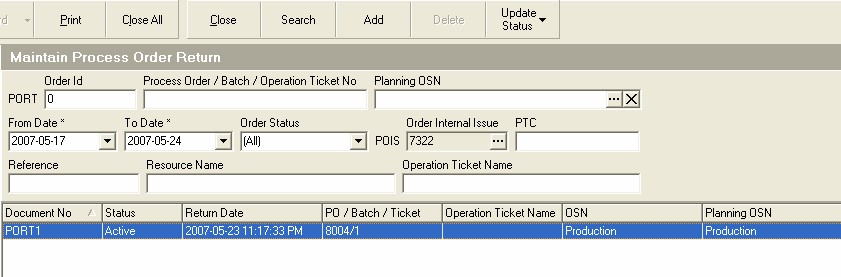 Print Close All Close Search Add Delete Update Status
Maintain Process Order Return
Order Id Process Order / Batch / Operation Ticket No Planning OSN
PORT 0
From Date * To Date * Order Status Order Internal Issue PTC
2007-05-17 2007-05-24 (All) POIS 7322
Reference Resource Name Operation Ticket Name
Document No Status Return Date PO / Batch / Ticket Operation Ticket Name OSN Planning OSN
PORT1 Active 2007-05-23 11:17:33 PM 8004/1 Production Production